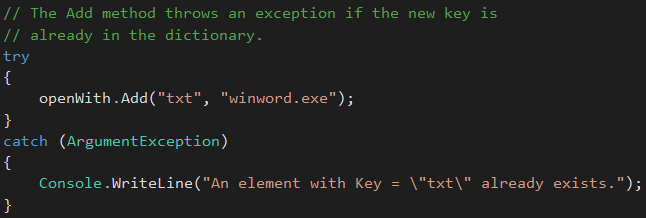 // The Add method throws an exception if the new key is
// already in the dictionary.
try
{
    openWith.Add("txt", "winword.exe");
}
catch (ArgumentException)
{
    Console.WriteLine("An element with Key = \"txt\" already exists.");
}